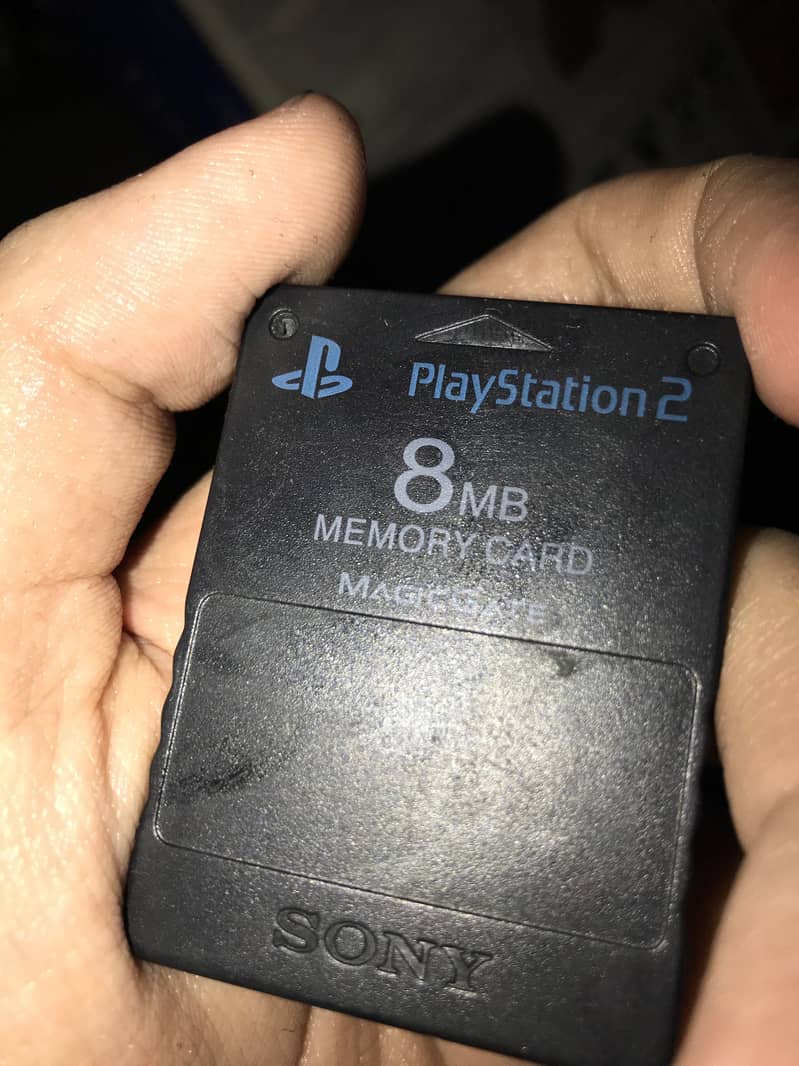 PlayStation 2
8MB
MEMORY CARD
MAGICGATE
SONY